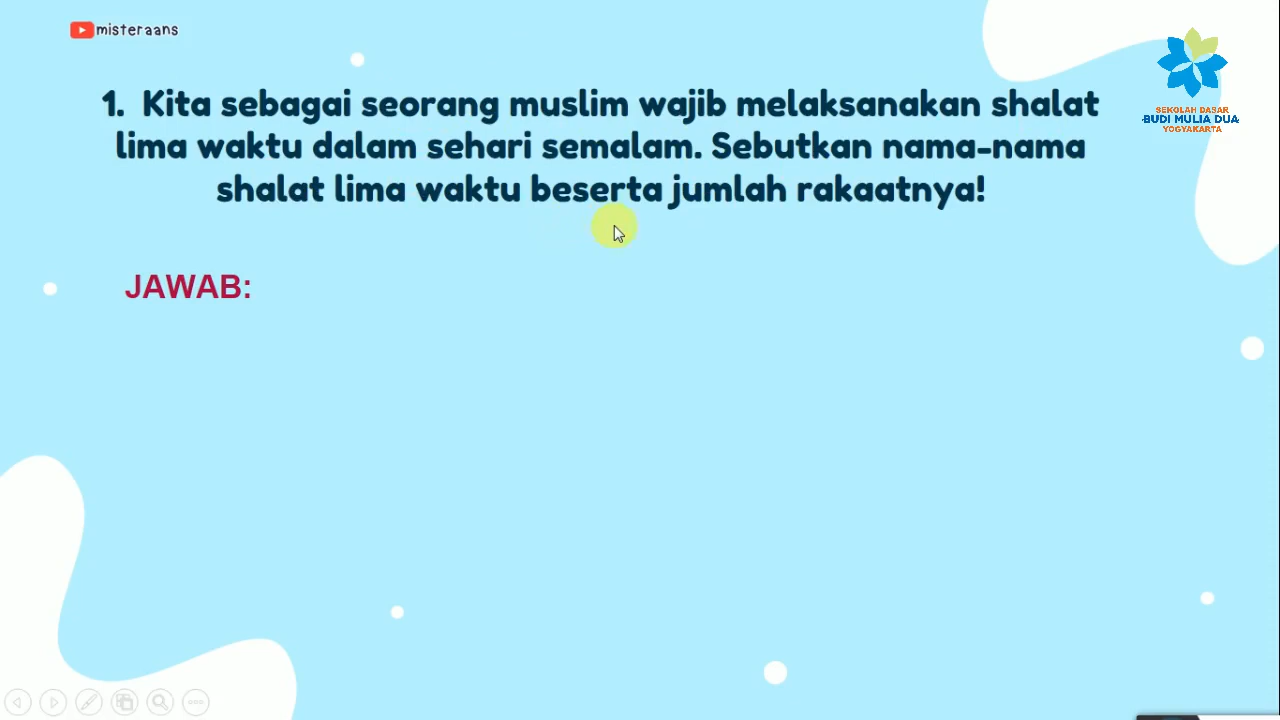 misteraans
SEKOLAH DASAR
BUDI MULIA DUA
YOGYAKARTA
1. Kita sebagai seorang muslim wajib melaksanakan shalat
lima waktu dalam sehari semalam. Sebutkan nama-nama
shalat lima waktu beserta jumlah rakaatnya!
JAWAB: